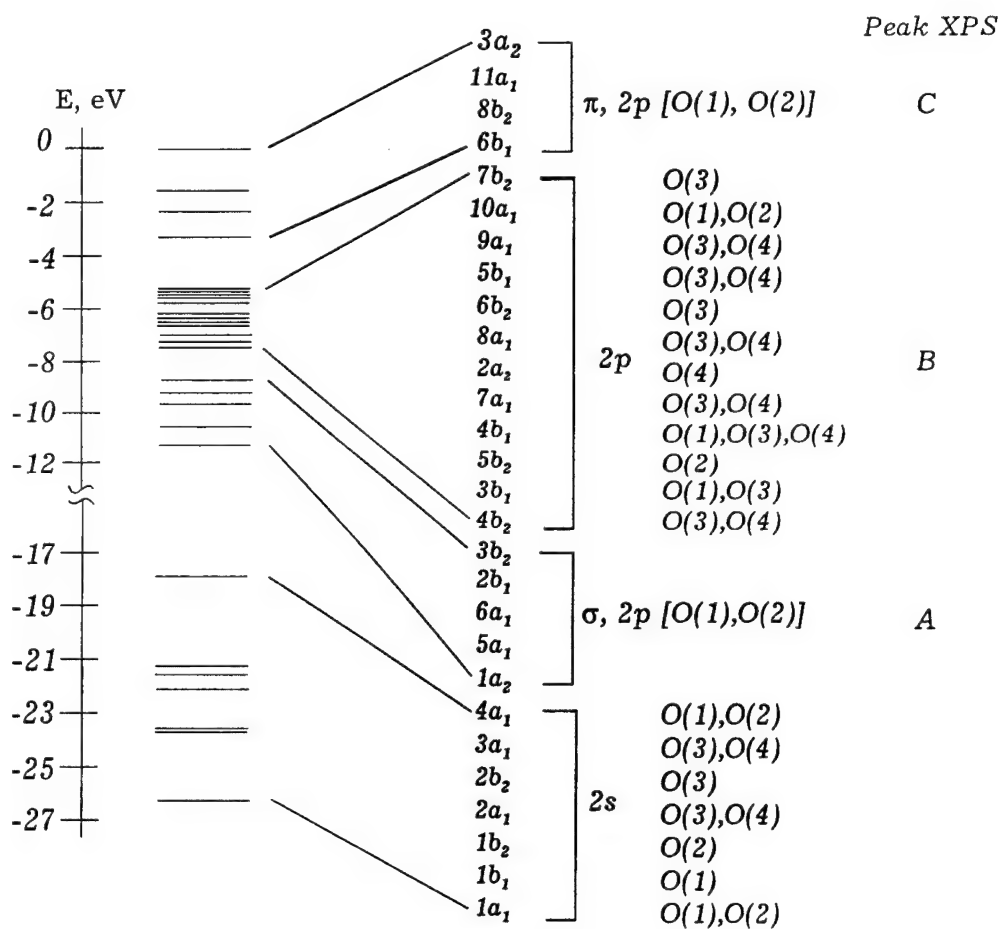 Peak XPS
E, eV
3a₂
11a₁
8b₂
6b₁
π, 2p [O(1), O(2)]
C
7b₂ O(3)
10a₁ O(1),O(2)
9a₁ O(3),O(4)
5b₁ O(3),O(4)
6b₂ O(3)
8a₁ O(3),O(4)
2a₂ O(4)
7a₁ O(3),O(4)
4b₁ O(1),O(3),O(4)
5b₂ O(2)
3b₁ O(1),O(3)
4b₂ O(3),O(4)
2p
B
3b₂
2b₁
6a₁
5a₁
1a₂
σ, 2p [O(1),O(2)]
A
4a₁ O(1),O(2)
3a₁ O(3),O(4)
2b₂ O(3)
2a₁ O(3),O(4)
1b₂ O(2)
1b₁ O(1)
1a₁ O(1),O(2)
2s
0
-2
-4
-6
-8
-10
-12
-17
-19
-21
-23
-25
-27